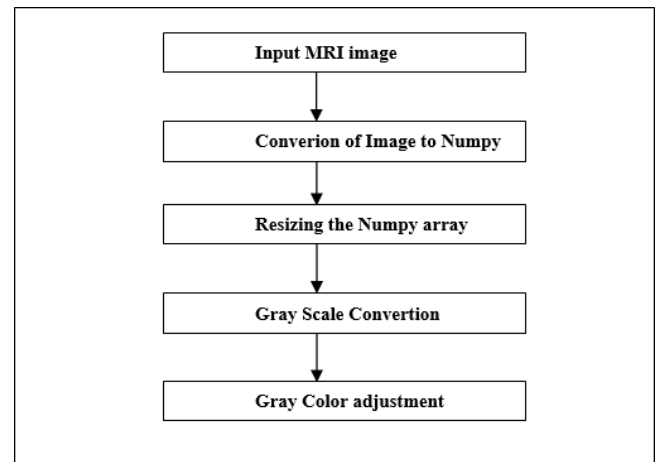 Input MRI image
Converion of Image to Numpy
Resizing the Numpy array
Gray Scale Convertion
Gray Color adjustment